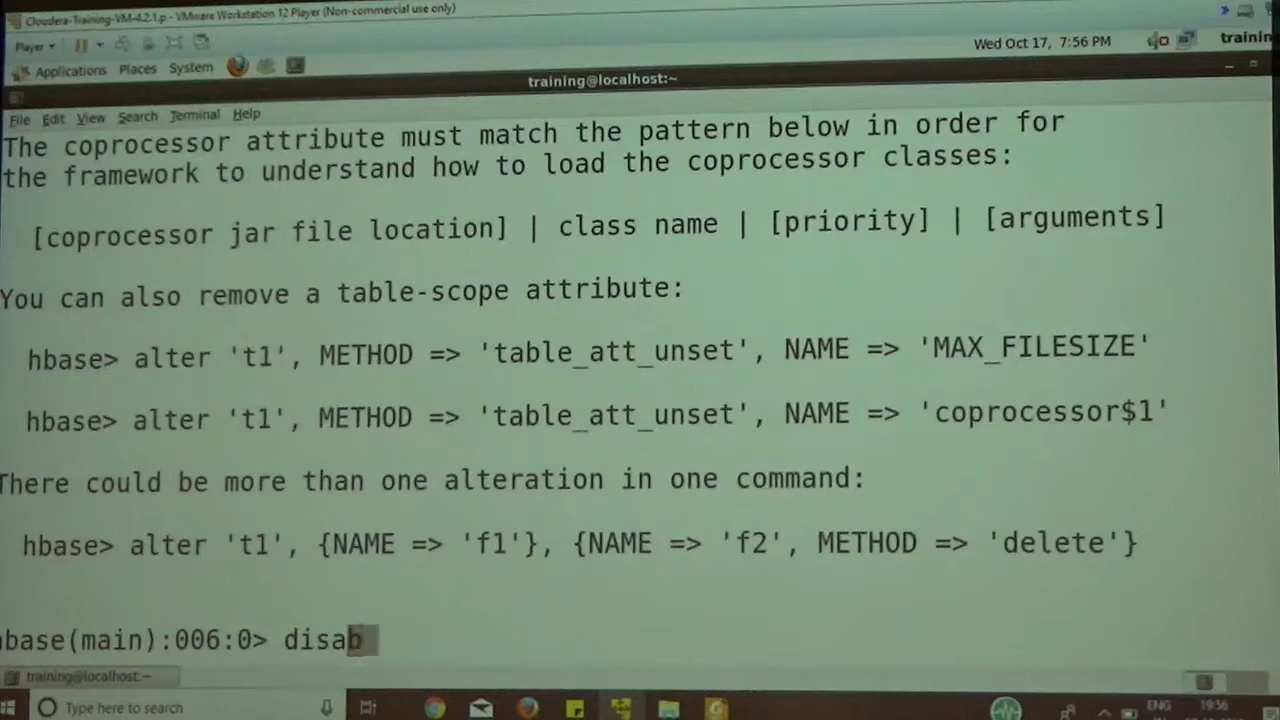 Cloudera-Training-VM-4.2.1.p - VMware Workstation 12 Player (Non-commercial use only)
Player
Wed Oct 17, 7:56 PM
trainin
Applications Places System
training@localhost:~
File Edit View Search Terminal Help
The coprocessor attribute must match the pattern below in order for
the framework to understand how to load the coprocessor classes:
[coprocessor jar file location] | class name | [priority] | [arguments]
You can also remove a table-scope attribute:
hbase> alter 't1', METHOD => 'table_att_unset', NAME => 'MAX_FILESIZE'
hbase> alter 't1', METHOD => 'table_att_unset', NAME => 'coprocessor$1'
There could be more than one alteration in one command:
hbase> alter 't1', {NAME => 'f1'}, {NAME => 'f2', METHOD => 'delete'}
base(main):006:0> disab
training@localhost:~
Type here to search
ENG
19:56